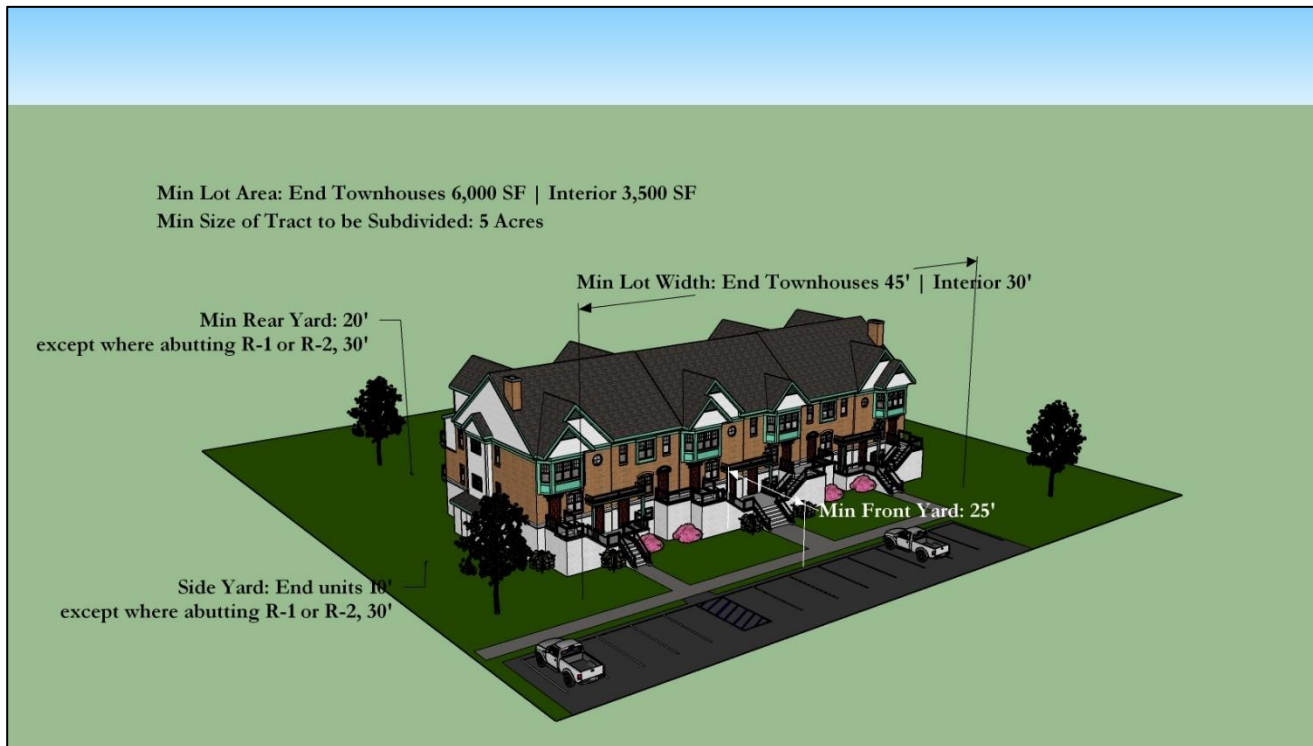 Min Lot Area: End Townhouses 6,000 SF | Interior 3,500 SF
Min Size of Tract to be Subdivided: 5 Acres
Min Lot Width: End Townhouses 45' | Interior 30'
Min Rear Yard: 20'
except where abutting R-1 or R-2, 30'
Min Front Yard: 25'
Side Yard: End units 10'
except where abutting R-1 or R-2, 30'